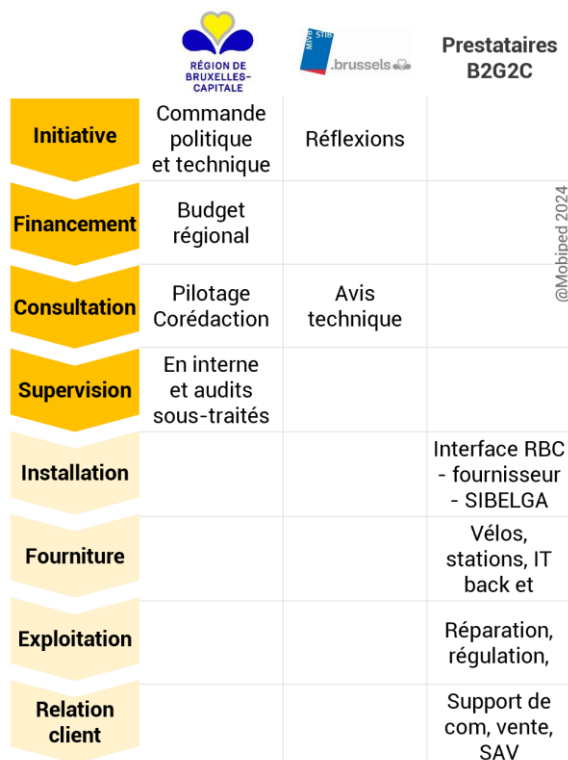 RÉGION DE
BRUXELLES-
CAPITALE
MIVB STIB
.brussels
Prestataires
B2G2C
Initiative
Commande
politique
et technique
Réflexions
Financement
Budget
régional
Consultation
Pilotage
Corédaction
Avis
technique
Supervision
En interne
et audits
sous-traités
Installation
Interface RBC
- fournisseur
- SIBELGA
Fourniture
Vélos,
stations, IT
back et
Exploitation
Réparation,
régulation,
Relation
client
Support de
com, vente,
SAV
@Mobiped 2024